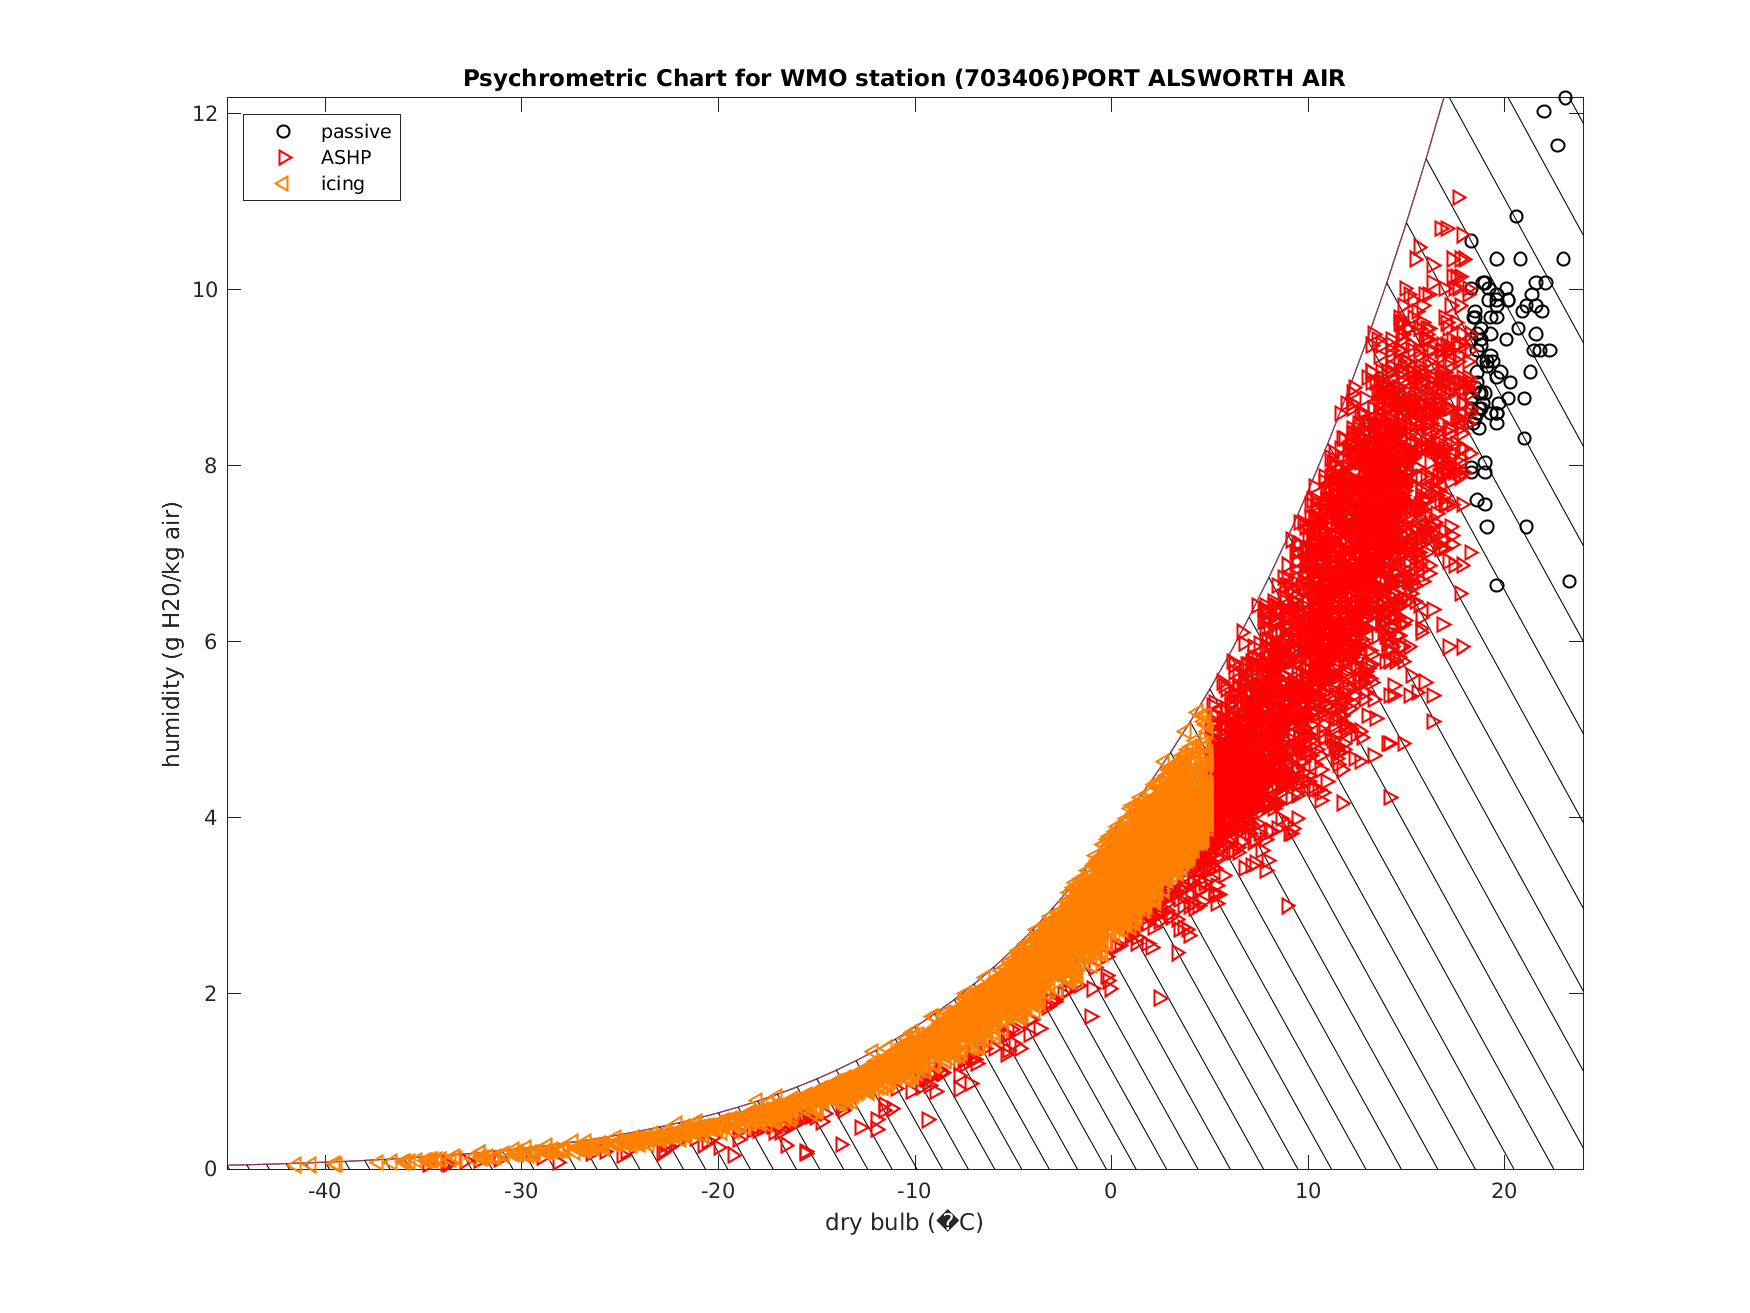 Psychrometric Chart for WMO station (703406)PORT ALSWORTH AIR
passive
ASHP
icing
12
10
8
6
4
2
0
humidity (g H20/kg air)
-40 -30 -20 -10 0 10 20
dry bulb (�C)